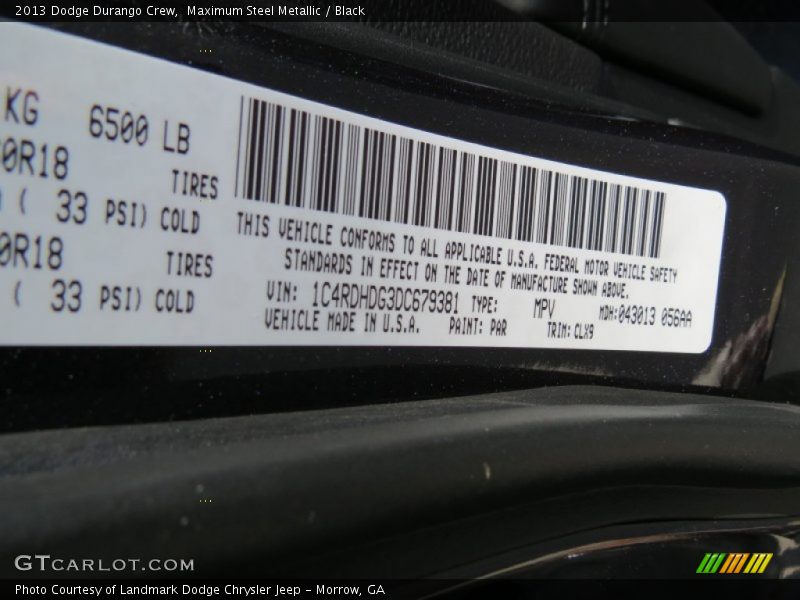 2013 Dodge Durango Crew,  Maximum Steel Metallic / Black
KG 6500 LB
0R18 TIRES
( 33 PSI) COLD
0R18 TIRES
( 33 PSI) COLD
THIS VEHICLE CONFORMS TO ALL APPLICABLE U.S.A. FEDERAL MOTOR VEHICLE SAFETY
STANDARDS IN EFFECT ON THE DATE OF MANUFACTURE SHOWN ABOVE.
VIN: 1C4RDHDG3DC679381 TYPE: MPV MDH:043013 056AA
VEHICLE MADE IN U.S.A. PAINT: PAR TRIM: CLX9
GTCARLOT.COM
Photo Courtesy of Landmark Dodge Chrysler Jeep - Morrow, GA